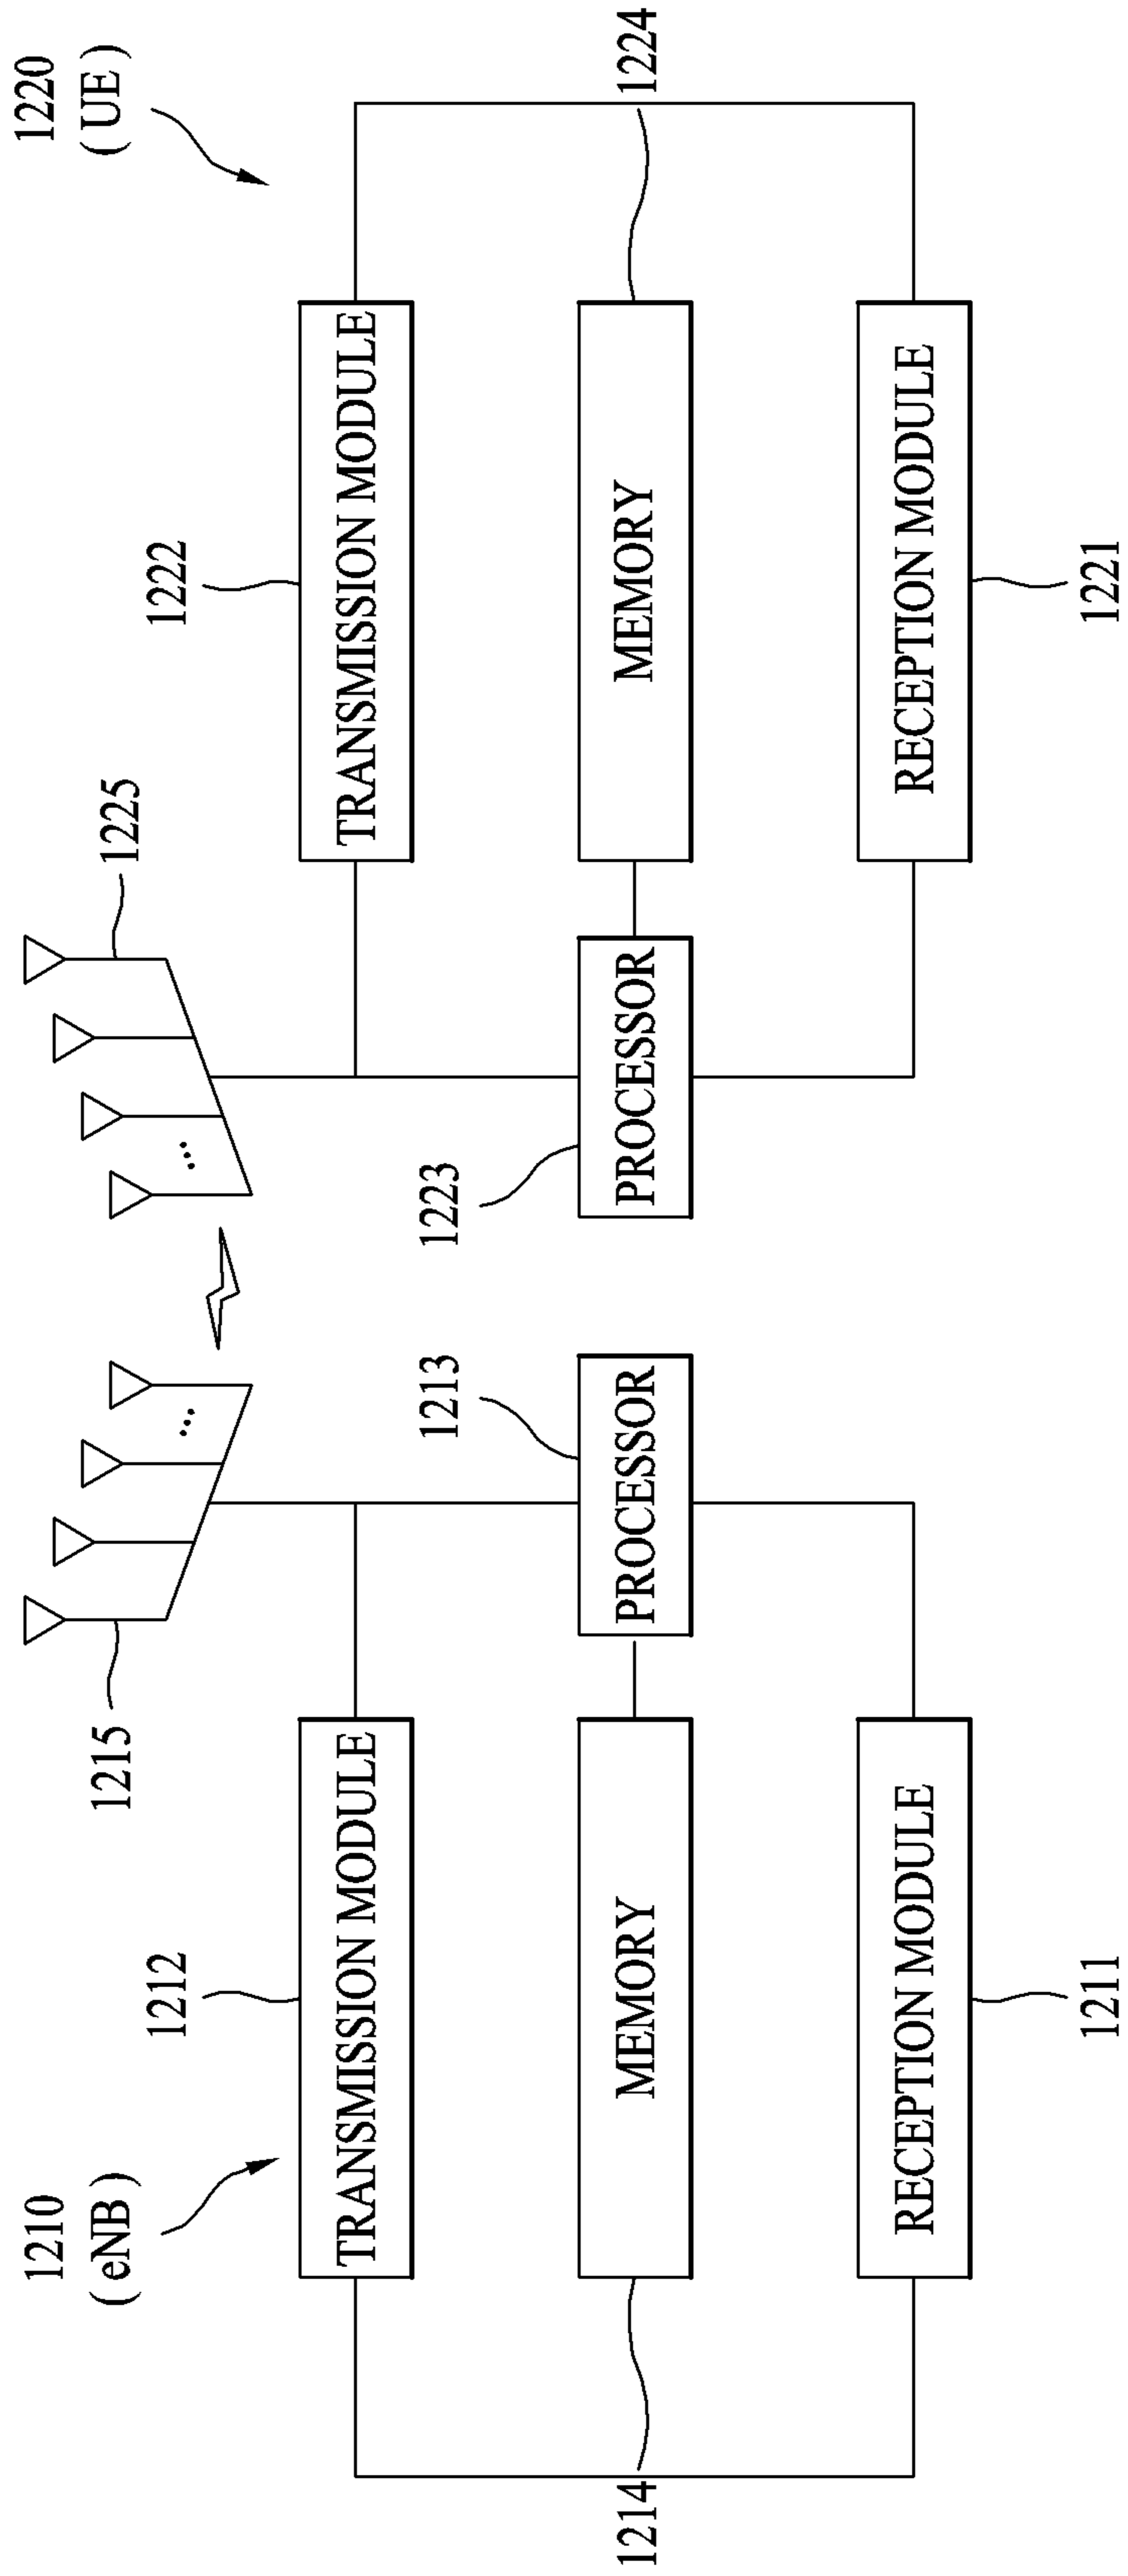 1210
( eNB )
1220
( UE )
1215
1225
1212
1222
TRANSMISSION MODULE
TRANSMISSION MODULE
...
...
1213
1223
1214
MEMORY
PROCESSOR
PROCESSOR
MEMORY
1224
RECEPTION MODULE
RECEPTION MODULE
1211
1221